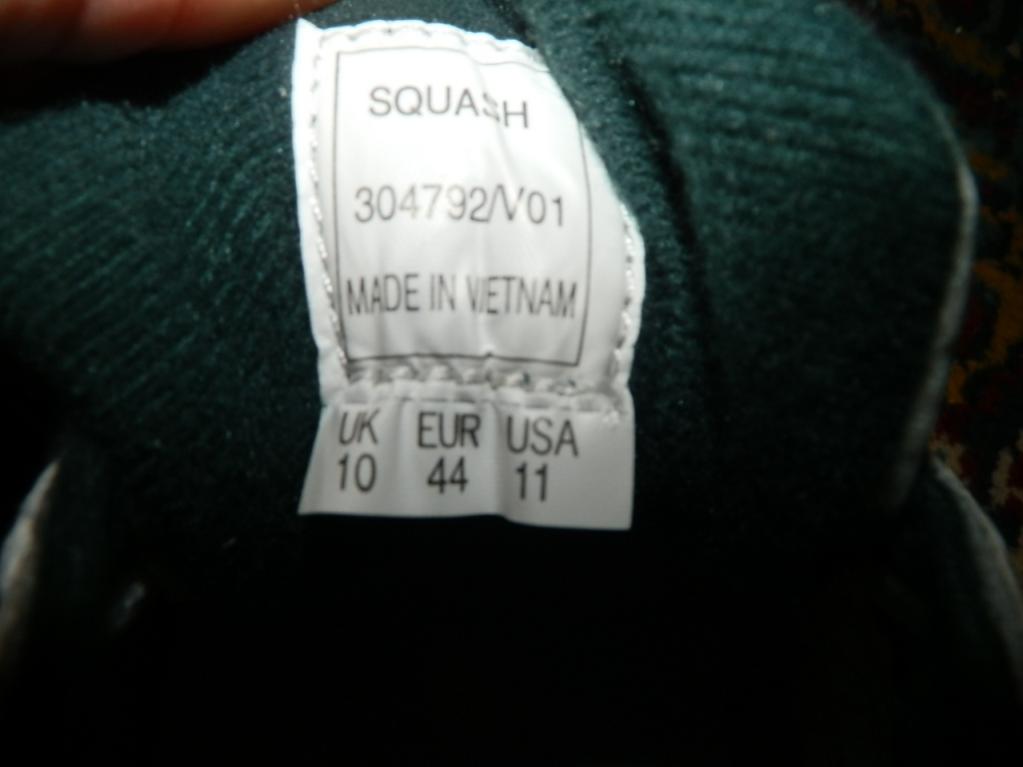 SQUASH
304792/V01
MADE IN VIETNAM
UK EUR USA
10 44 11